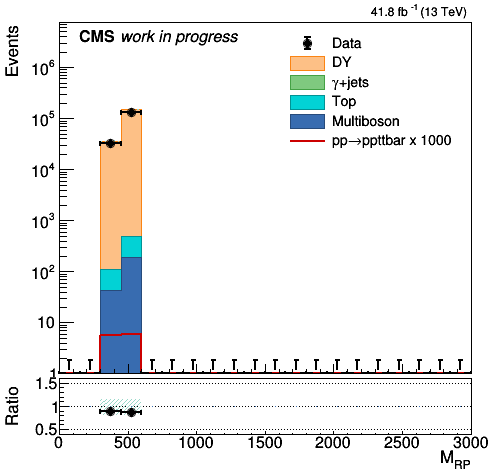 41.8 fb⁻¹ (13 TeV)
CMS work in progress
Events
Data
DY
γ+jets
Top
Multiboson
pp→ppttbar x 1000
10⁶
10⁵
10⁴
10³
10²
10
1
Ratio
1.5
1
0.5
0 500 1000 1500 2000 2500 3000
M_RP